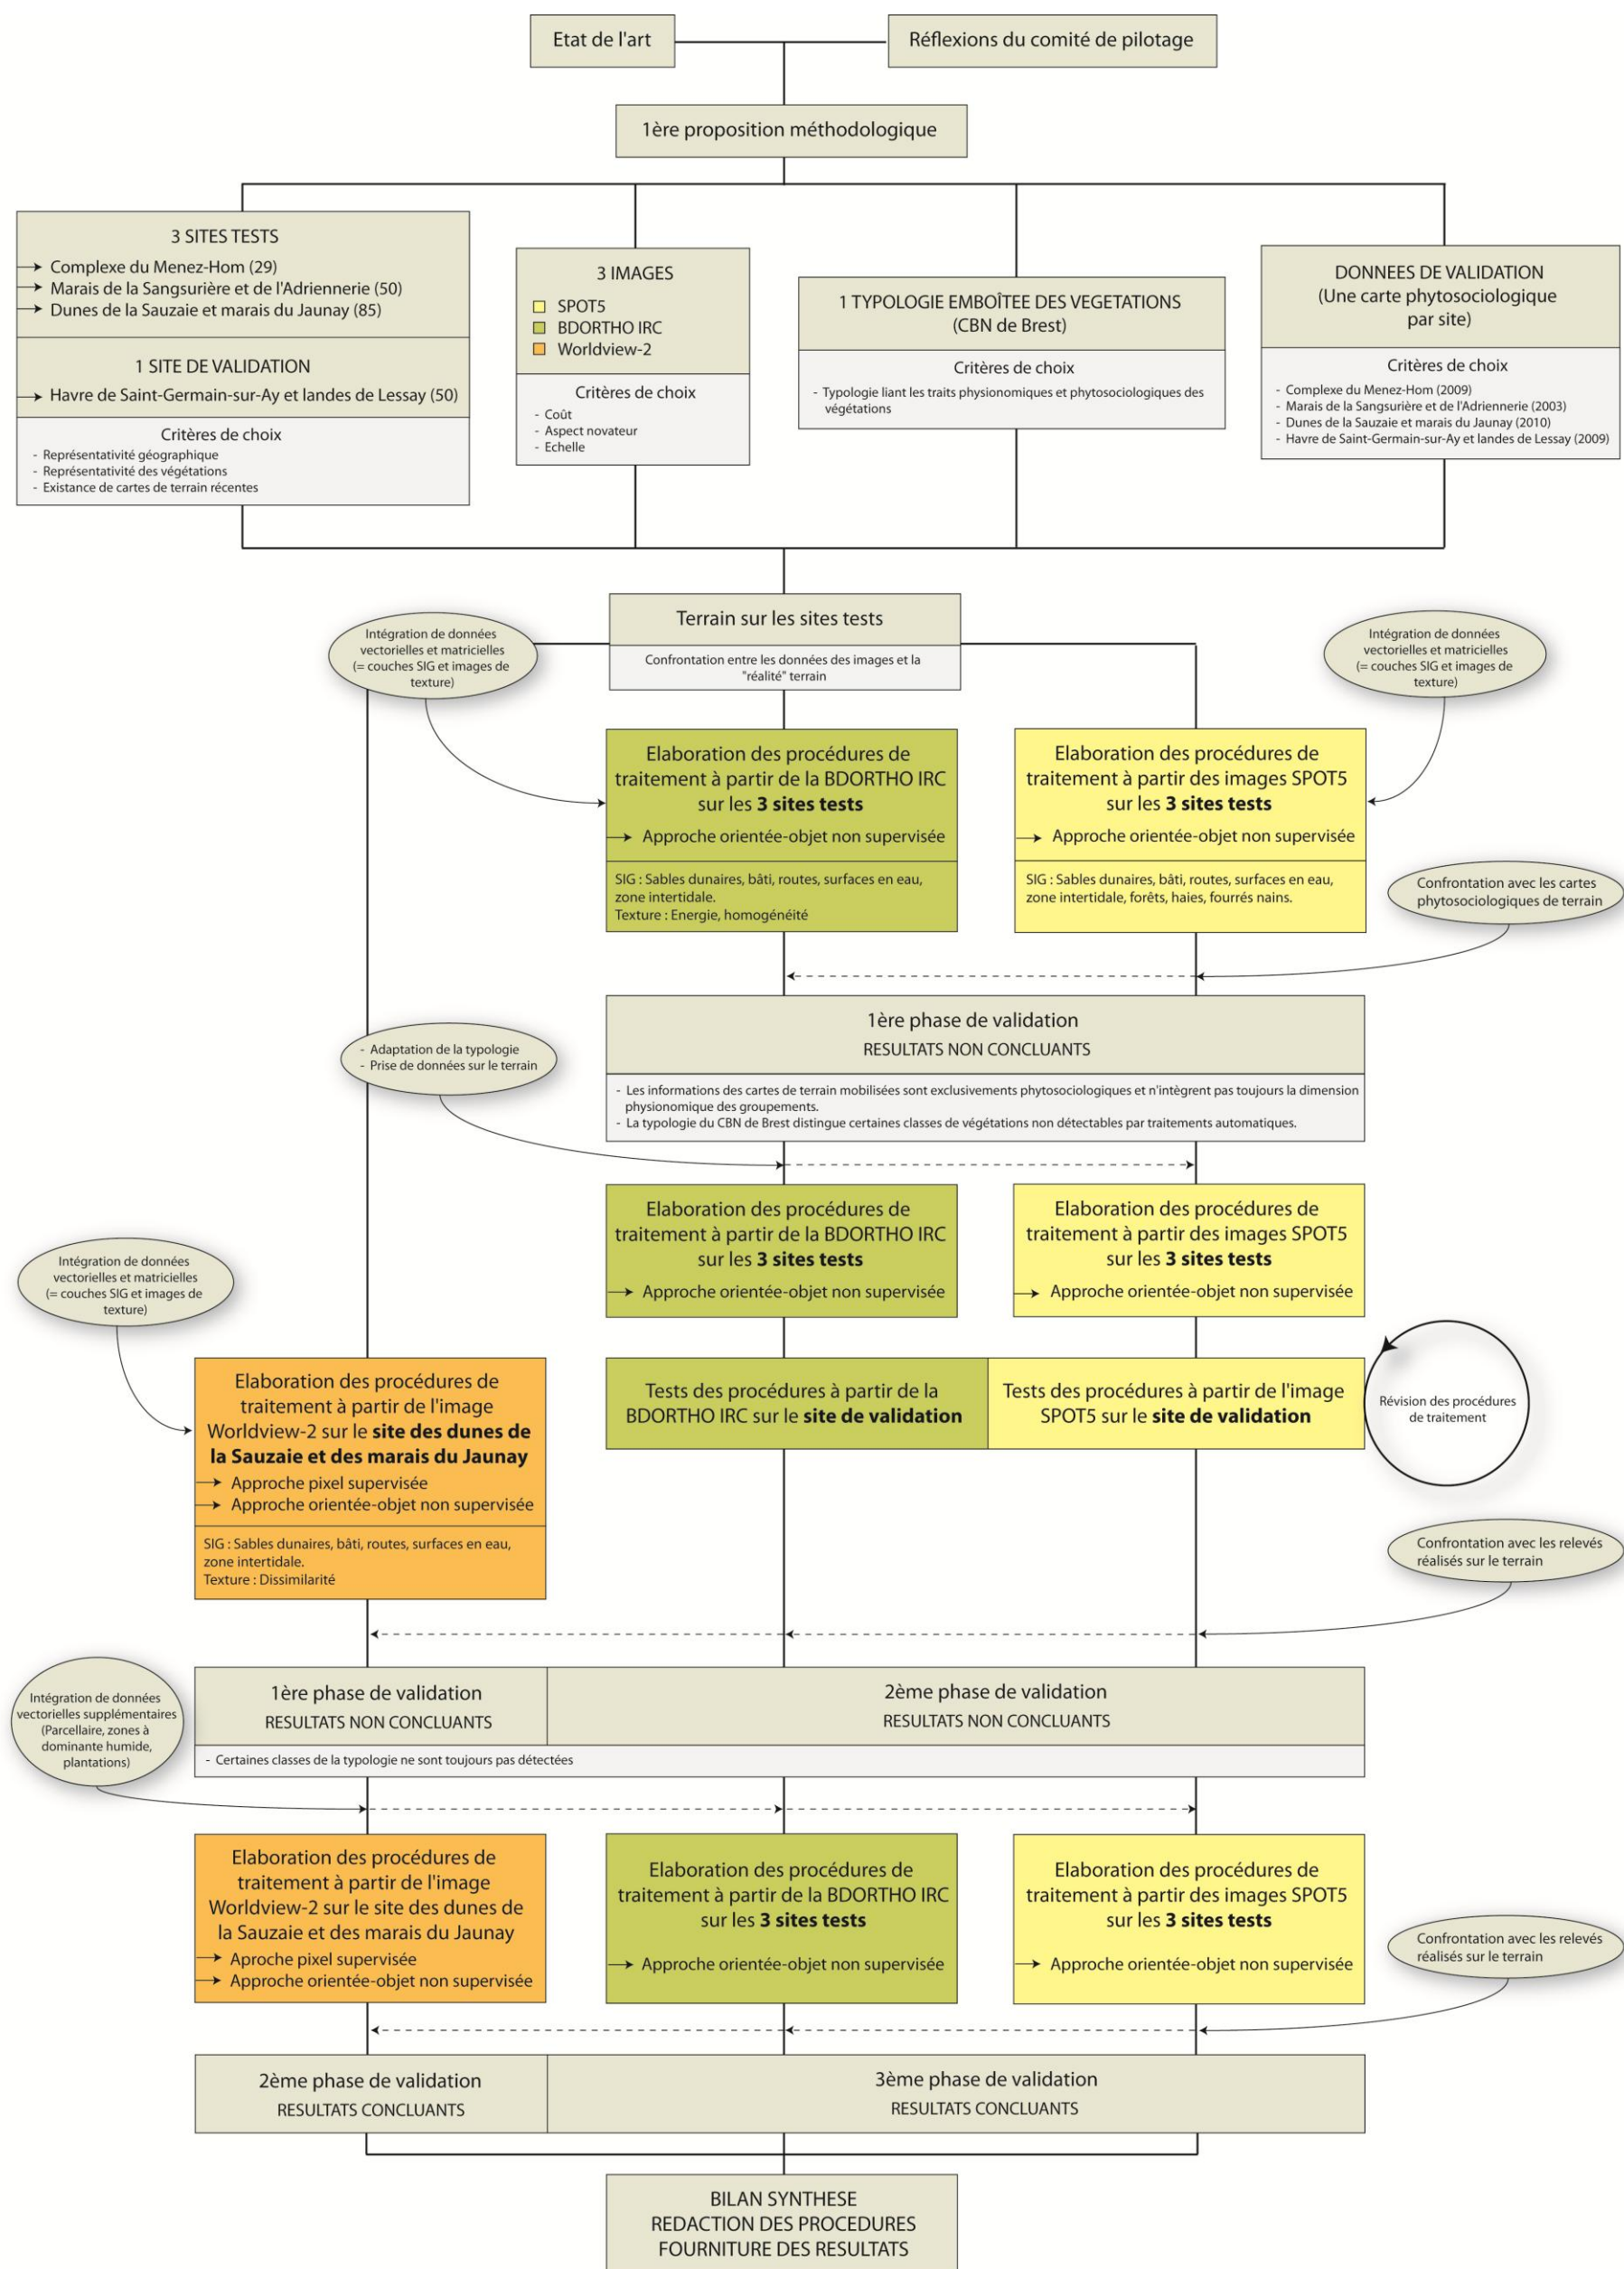 Etat de l'art
Réflexions du comité de pilotage
1ère proposition méthodologique
3 SITES TESTS
Complexe du Menez-Hom (29)
Marais de la Sangsurière et de l'Adriennerie (50)
Dunes de la Sauzaie et marais du Jaunay (85)
1 SITE DE VALIDATION
Havre de Saint-Germain-sur-Ay et landes de Lessay (50)
Critères de choix
- Représentativité géographique
- Représentativité des végétations
- Existance de cartes de terrain récentes
3 IMAGES
SPOT5
BDORTHO IRC
Worldview-2
Critères de choix
- Coût
- Aspect novateur
- Echelle
1 TYPOLOGIE EMBOÎTEE DES VEGETATIONS
(CBN de Brest)
Critères de choix
- Typologie liant les traits physionomiques et phytosociologiques des
végétations
DONNEES DE VALIDATION
(Une carte phytosociologique
par site)
Critères de choix
- Complexe du Menez-Hom (2009)
- Marais de la Sangsurière et de l'Adriennerie (2003)
- Dunes de la Sauzaie et marais du Jaunay (2010)
- Havre de Saint-Germain-sur-Ay et landes de Lessay (2009)
Terrain sur les sites tests
Confrontation entre les données des images et la
"réalité" terrain
Intégration de données
vectorielles et matricielles
(= couches SIG et images de
texture)
Intégration de données
vectorielles et matricielles
(= couches SIG et images de
texture)
Elaboration des procédures de
traitement à partir de la BDORTHO IRC
sur les 3 sites tests
Approche orientée-objet non supervisée
SIG : Sables dunaires, bâti, routes, surfaces en eau,
zone intertidale.
Texture : Energie, homogénéité
Elaboration des procédures de
traitement à partir des images SPOT5
sur les 3 sites tests
Approche orientée-objet non supervisée
SIG : Sables dunaires, bâti, routes, surfaces en eau,
zone intertidale, forêts, haies, fourrés nains.
Confrontation avec les cartes
phytosociologiques de terrain
1ère phase de validation
RESULTATS NON CONCLUANTS
- Les informations des cartes de terrain mobilisées sont exclusivements phytosociologiques et n'intègrent pas toujours la dimension
physionomique des groupements.
- La typologie du CBN de Brest distingue certaines classes de végétations non détectables par traitements automatiques.
- Adaptation de la typologie
- Prise de données sur le terrain
Elaboration des procédures de
traitement à partir de la BDORTHO IRC
sur les 3 sites tests
Approche orientée-objet non supervisée
Elaboration des procédures de
traitement à partir des images SPOT5
sur les 3 sites tests
Approche orientée-objet non supervisée
Intégration de données
vectorielles et matricielles
(= couches SIG et images de
texture)
Elaboration des procédures de
traitement à partir de l'image
Worldview-2 sur le site des dunes de
la Sauzaie et des marais du Jaunay
Approche pixel supervisée
Approche orientée-objet non supervisée
SIG : Sables dunaires, bâti, routes, surfaces en eau,
zone intertidale.
Texture : Dissimilarité
Tests des procédures à partir de la
BDORTHO IRC sur le site de validation
Tests des procédures à partir de l'image
SPOT5 sur le site de validation
Révision des procédures
de traitement
Confrontation avec les relevés
réalisés sur le terrain
1ère phase de validation
RESULTATS NON CONCLUANTS
2ème phase de validation
RESULTATS NON CONCLUANTS
- Certaines classes de la typologie ne sont toujours pas détectées
Intégration de données
vectorielles supplémentaires
(Parcellaire, zones à
dominante humide,
plantations)
Elaboration des procédures de
traitement à partir de l'image
Worldview-2 sur le site des dunes de
la Sauzaie et des marais du Jaunay
Aproche pixel supervisée
Approche orientée-objet non supervisée
Elaboration des procédures de
traitement à partir de la BDORTHO IRC
sur les 3 sites tests
Approche orientée-objet non supervisée
Elaboration des procédures de
traitement à partir des images SPOT5
sur les 3 sites tests
Approche orientée-objet non supervisée
Confrontation avec les relevés
réalisés sur le terrain
2ème phase de validation
RESULTATS CONCLUANTS
3ème phase de validation
RESULTATS CONCLUANTS
BILAN SYNTHESE
REDACTION DES PROCEDURES
FOURNITURE DES RESULTATS